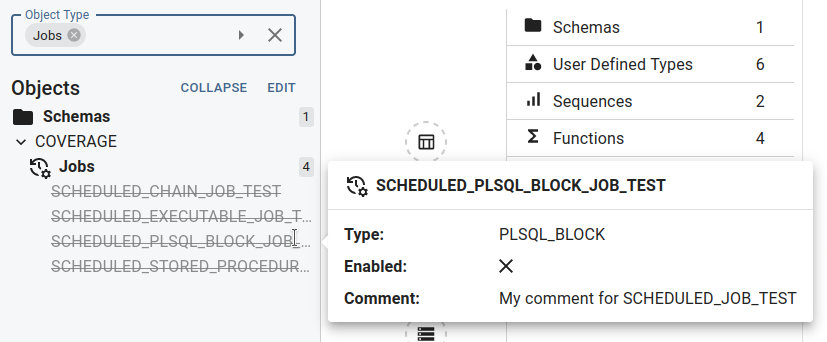 Object Type
Jobs
Objects COLLAPSE EDIT
Schemas 1
COVERAGE
Jobs 4
SCHEDULED_CHAIN_JOB_TEST
SCHEDULED_EXECUTABLE_JOB_T...
SCHEDULED_PLSQL_BLOCK_JOB_...
SCHEDULED_STORED_PROCEDUR...
Schemas 1
User Defined Types 6
Sequences 2
Functions 4
SCHEDULED_PLSQL_BLOCK_JOB_TEST
Type: PLSQL_BLOCK
Enabled:
Comment: My comment for SCHEDULED_JOB_TEST